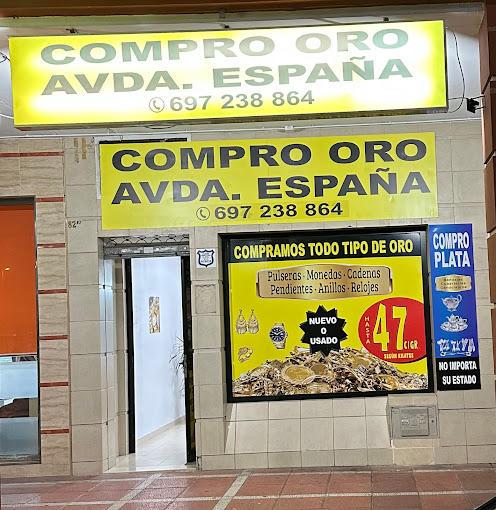 COMPRO ORO
AVDA. ESPAÑA
697 238 864
COMPRO ORO
AVDA. ESPAÑA
697 238 864
COMPRAMOS TODO TIPO DE ORO
Pulseras · Monedas · Cadenas
Pendientes · Anillos · Relojes
NUEVO
O
USADO
HASTA
47€/GR.
SEGÚN KILATES
COMPRO
PLATA
NO IMPORTA
SU ESTADO